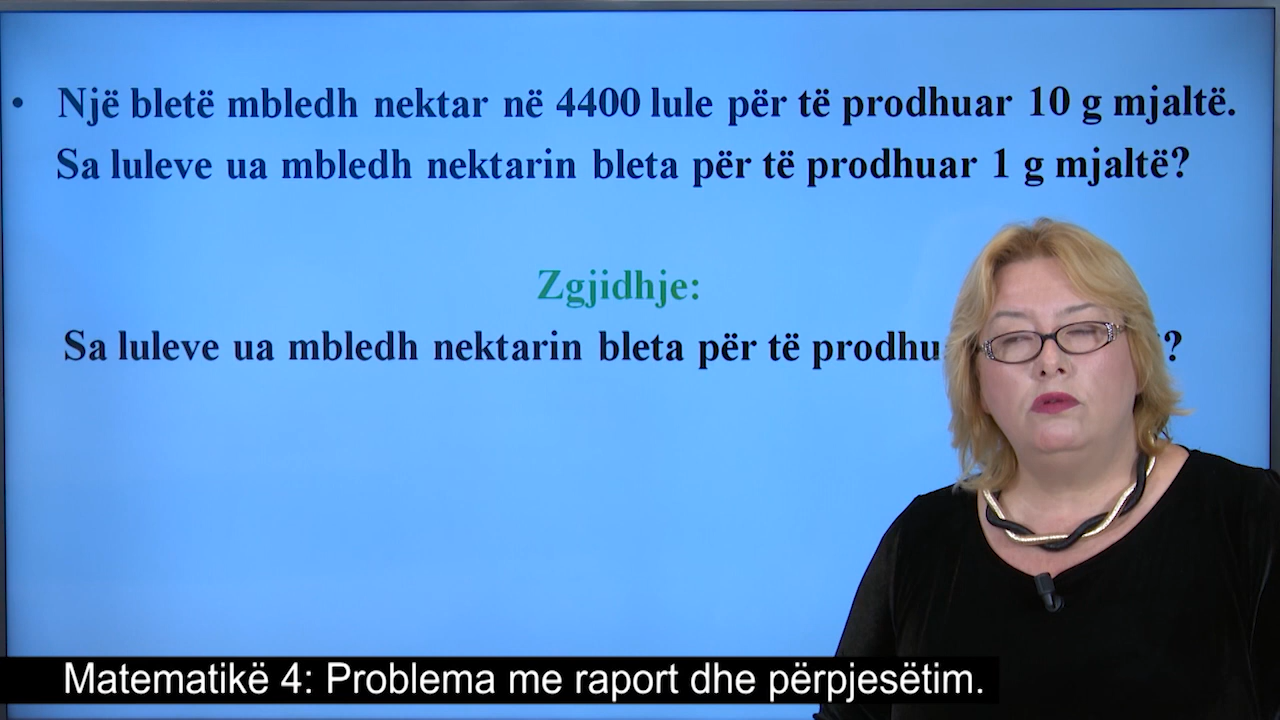 • Një bletë mbledh nektar në 4400 lule për të prodhuar 10 g mjaltë.
Sa luleve ua mbledh nektarin bleta për të prodhuar 1 g mjaltë?
Zgjidhje:
Sa luleve ua mbledh nektarin bleta për të ?
Matematikë 4: Problema me raport dhe përpjesëtim.